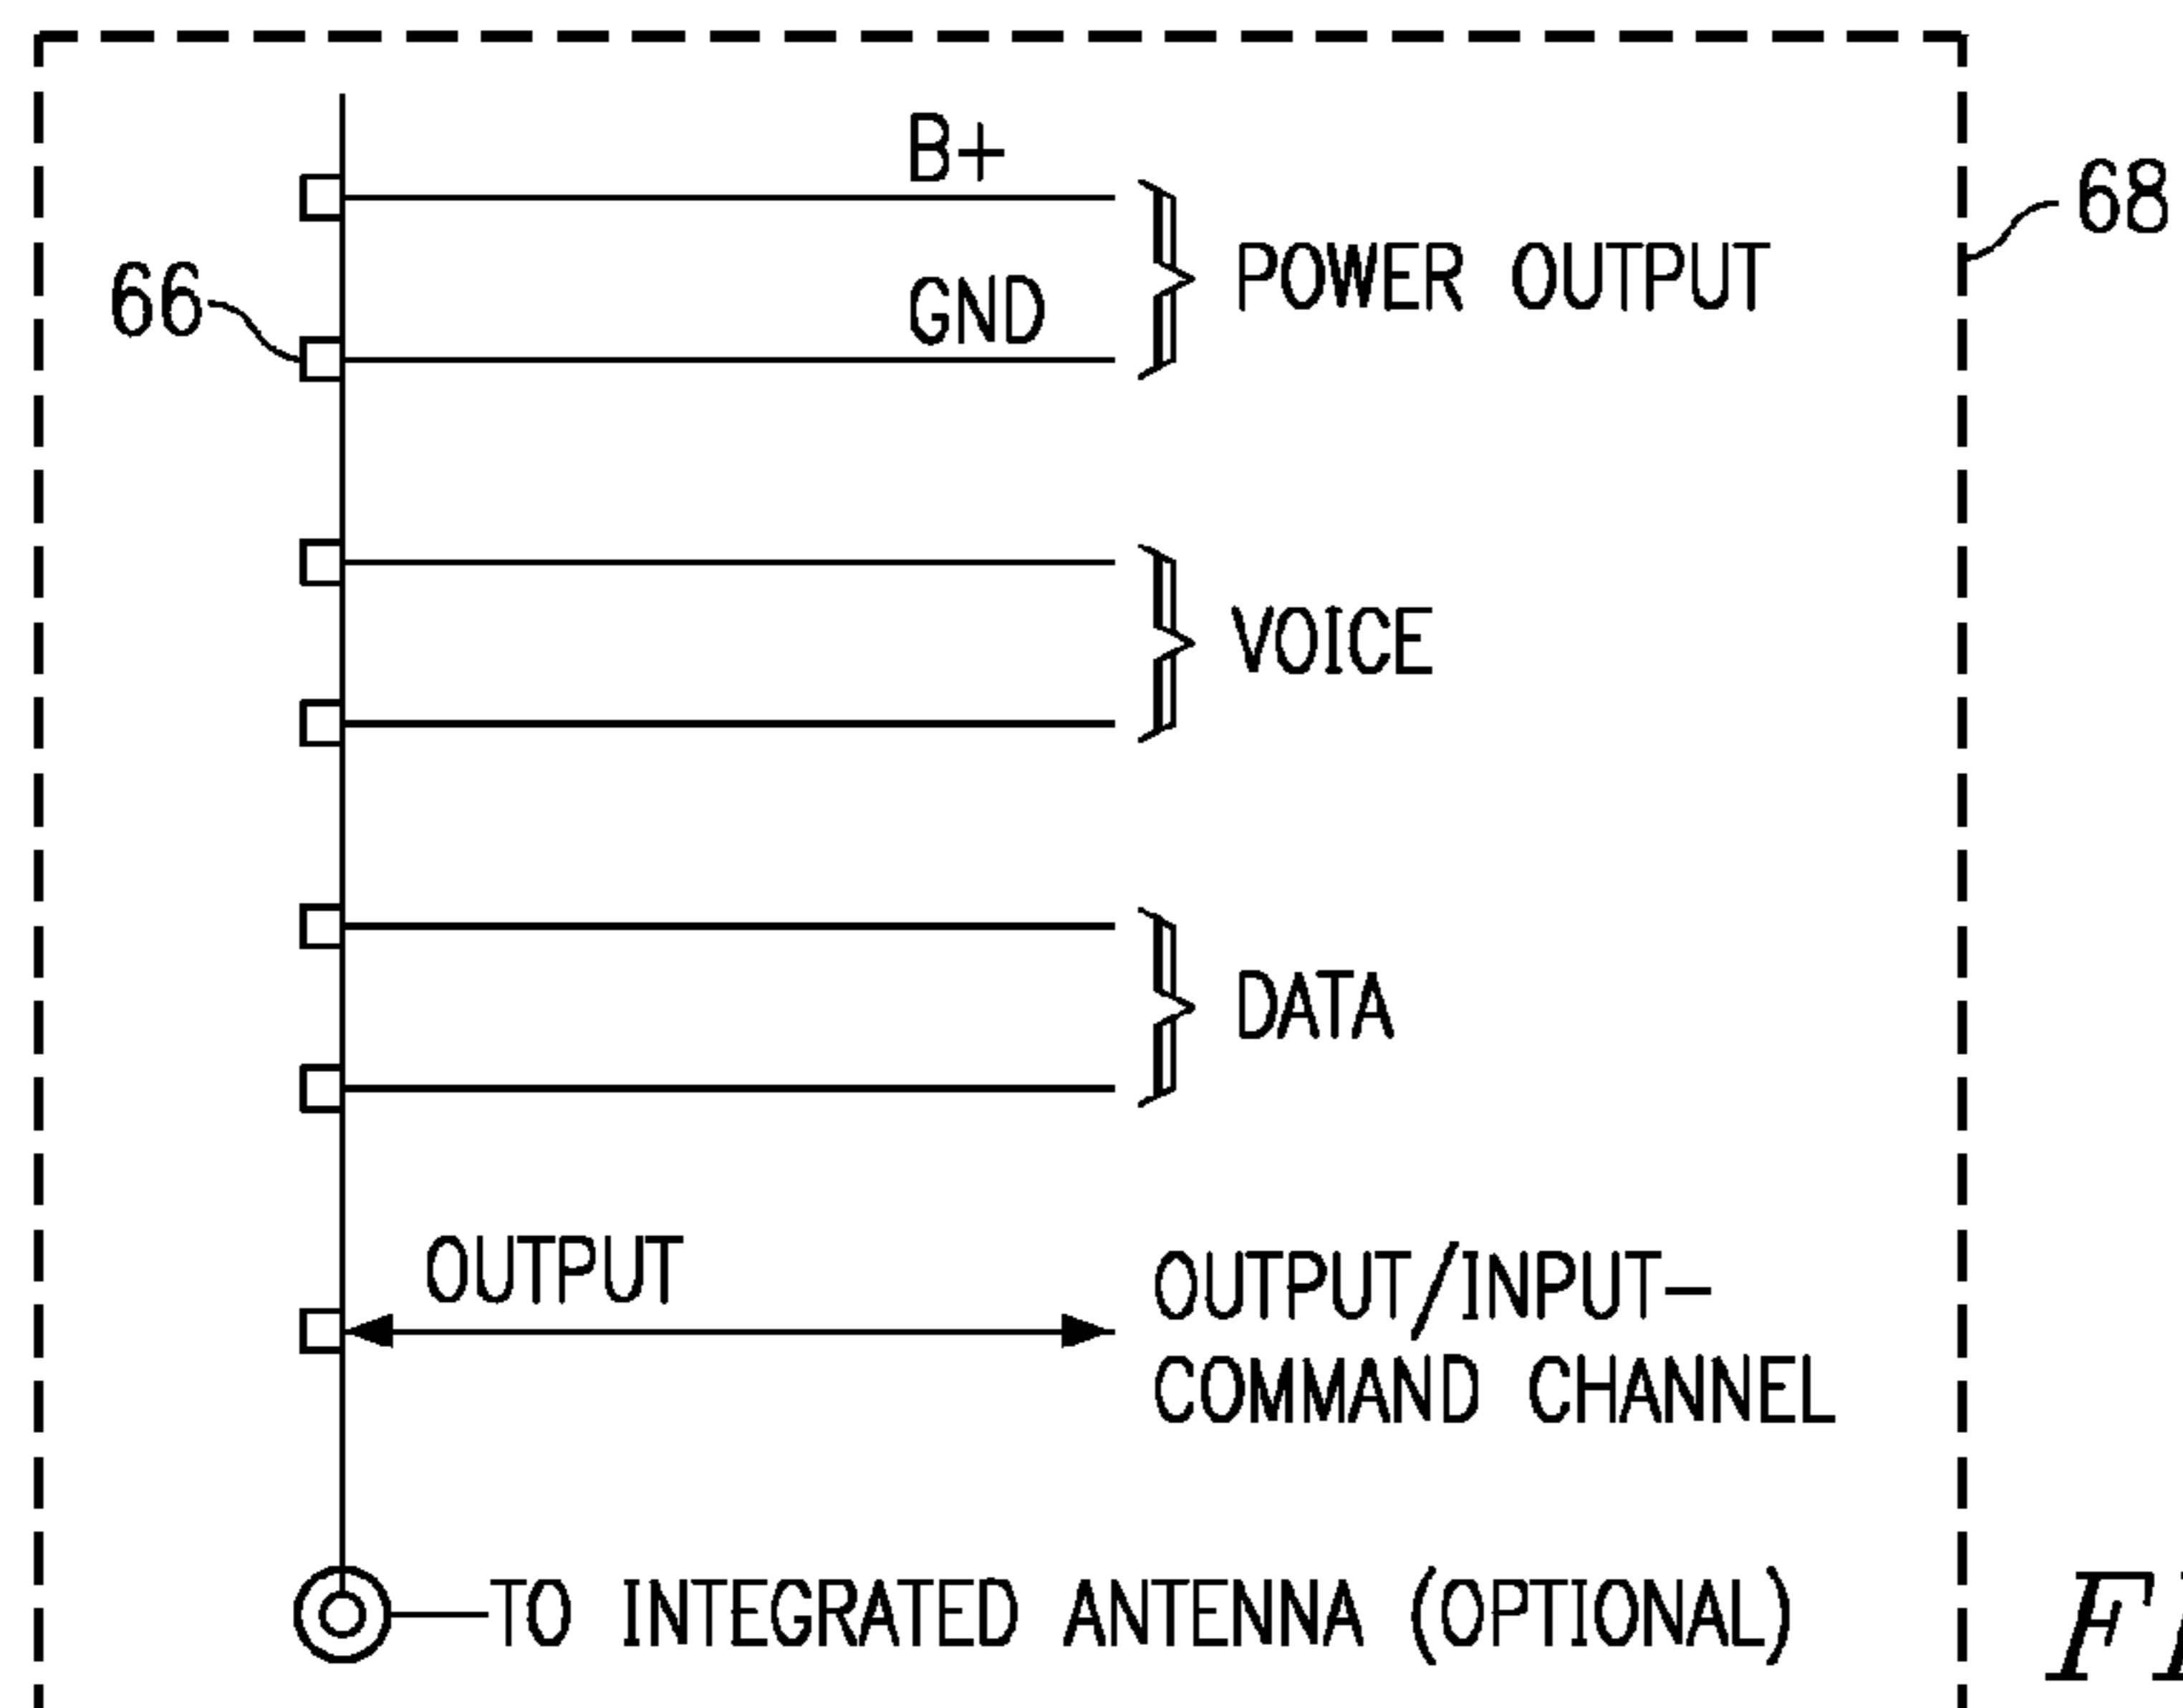 B+
68
POWER OUTPUT
66
GND
VOICE
DATA
OUTPUT
OUTPUT/INPUT-
COMMAND CHANNEL
TO INTEGRATED ANTENNA (OPTIONAL)